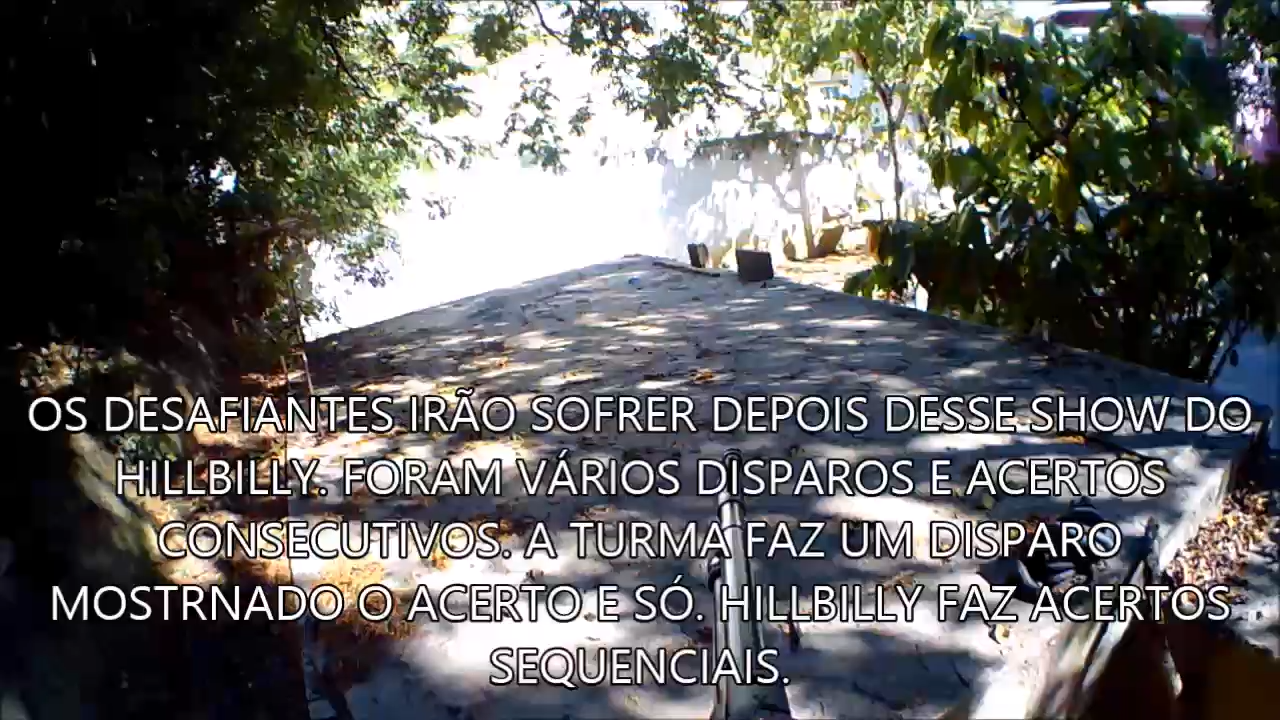 OS DESAFIANTES IRÃO SOFRER DEPOIS DESSE SHOW DO
HILLBILLY. FORAM VÁRIOS DISPAROS E ACERTOS
CONSECUTIVOS. A TURMA FAZ UM DISPARO
MOSTRNADO O ACERTO E SÓ. HILLBILLY FAZ ACERTOS
SEQUENCIAIS.